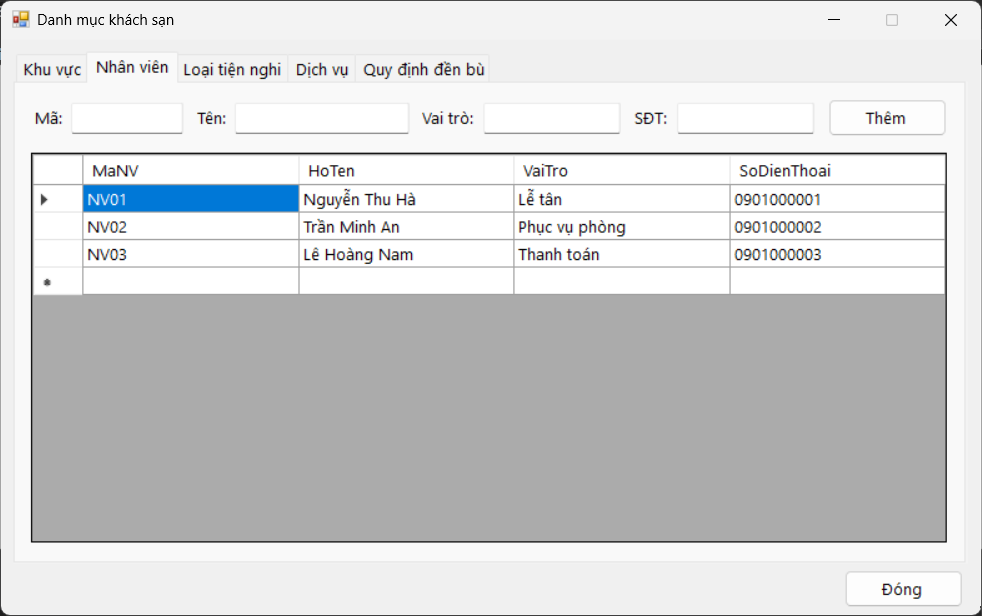 Danh mục khách sạn
Khu vực Nhân viên Loại tiện nghi Dịch vụ Quy định đền bù
Mã: Tên: Vai trò: SĐT: Thêm
MaNV HoTen VaiTro SoDienThoai
NV01 Nguyễn Thu Hà Lễ tân 0901000001
NV02 Trần Minh An Phục vụ phòng 0901000002
NV03 Lê Hoàng Nam Thanh toán 0901000003
Đóng